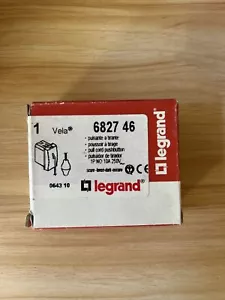 1 Vela® 6827 46
pulsante a tirante
poussoir à tirage
pull cord pushbutton
pulsador de tirador
1P NO 10A 250V
0643 10
legrand®
legrand